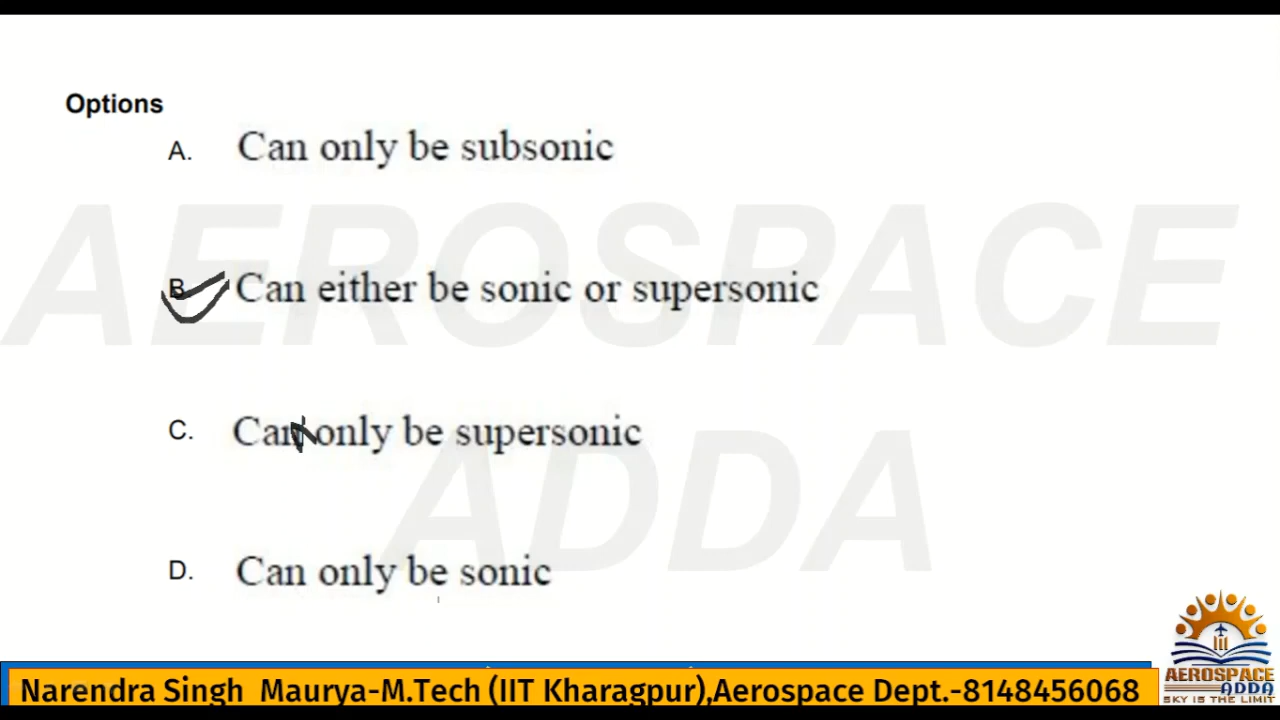 Options
A. Can only be subsonic
B. Can either be sonic or supersonic
C. Can only be supersonic
D. Can only be sonic
AEROSPACE
ADDA
AEROSPACE
ADDA
SKY IS THE LIMIT
Narendra Singh Maurya-M.Tech (IIT Kharagpur),Aerospace Dept.-8148456068